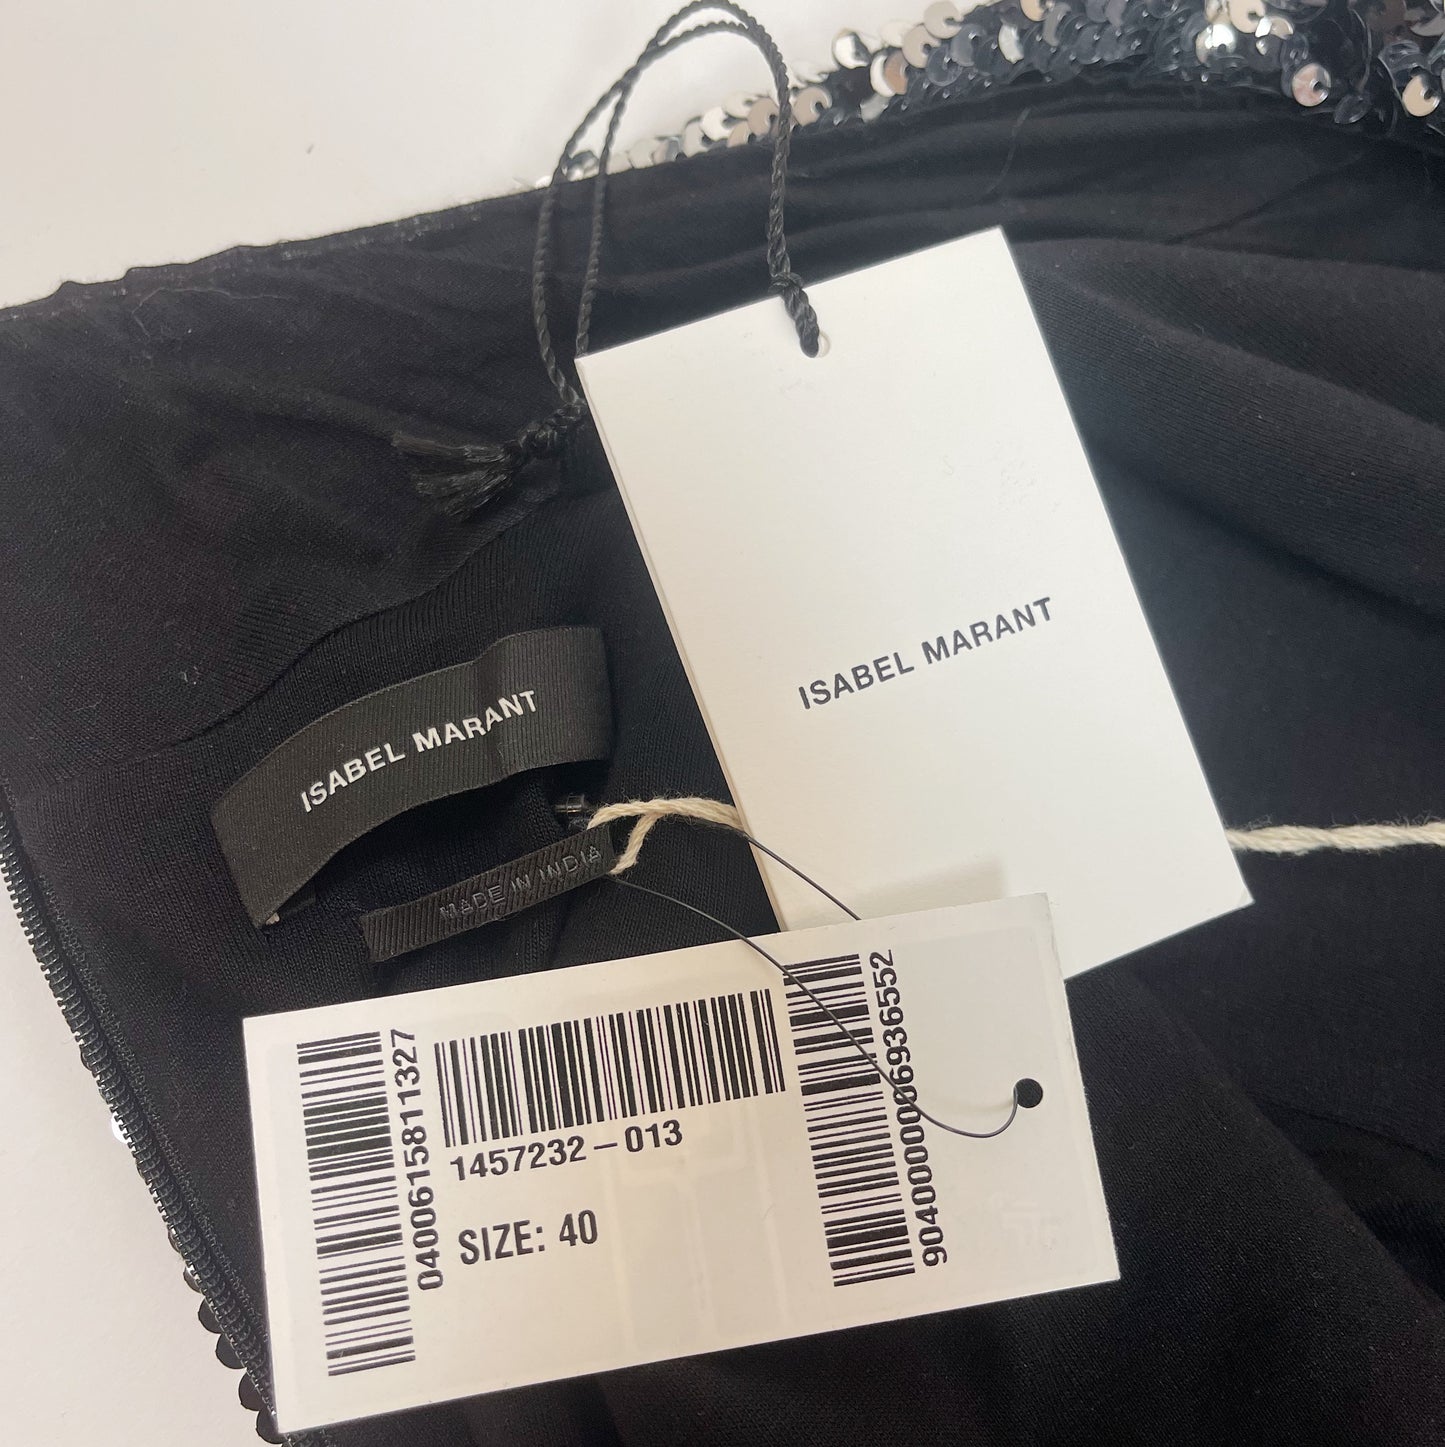 ISABEL MARANT
ISABEL MARANT
MADE IN INDIA
0400615811327
1457232-013
SIZE: 40
9040000006936552